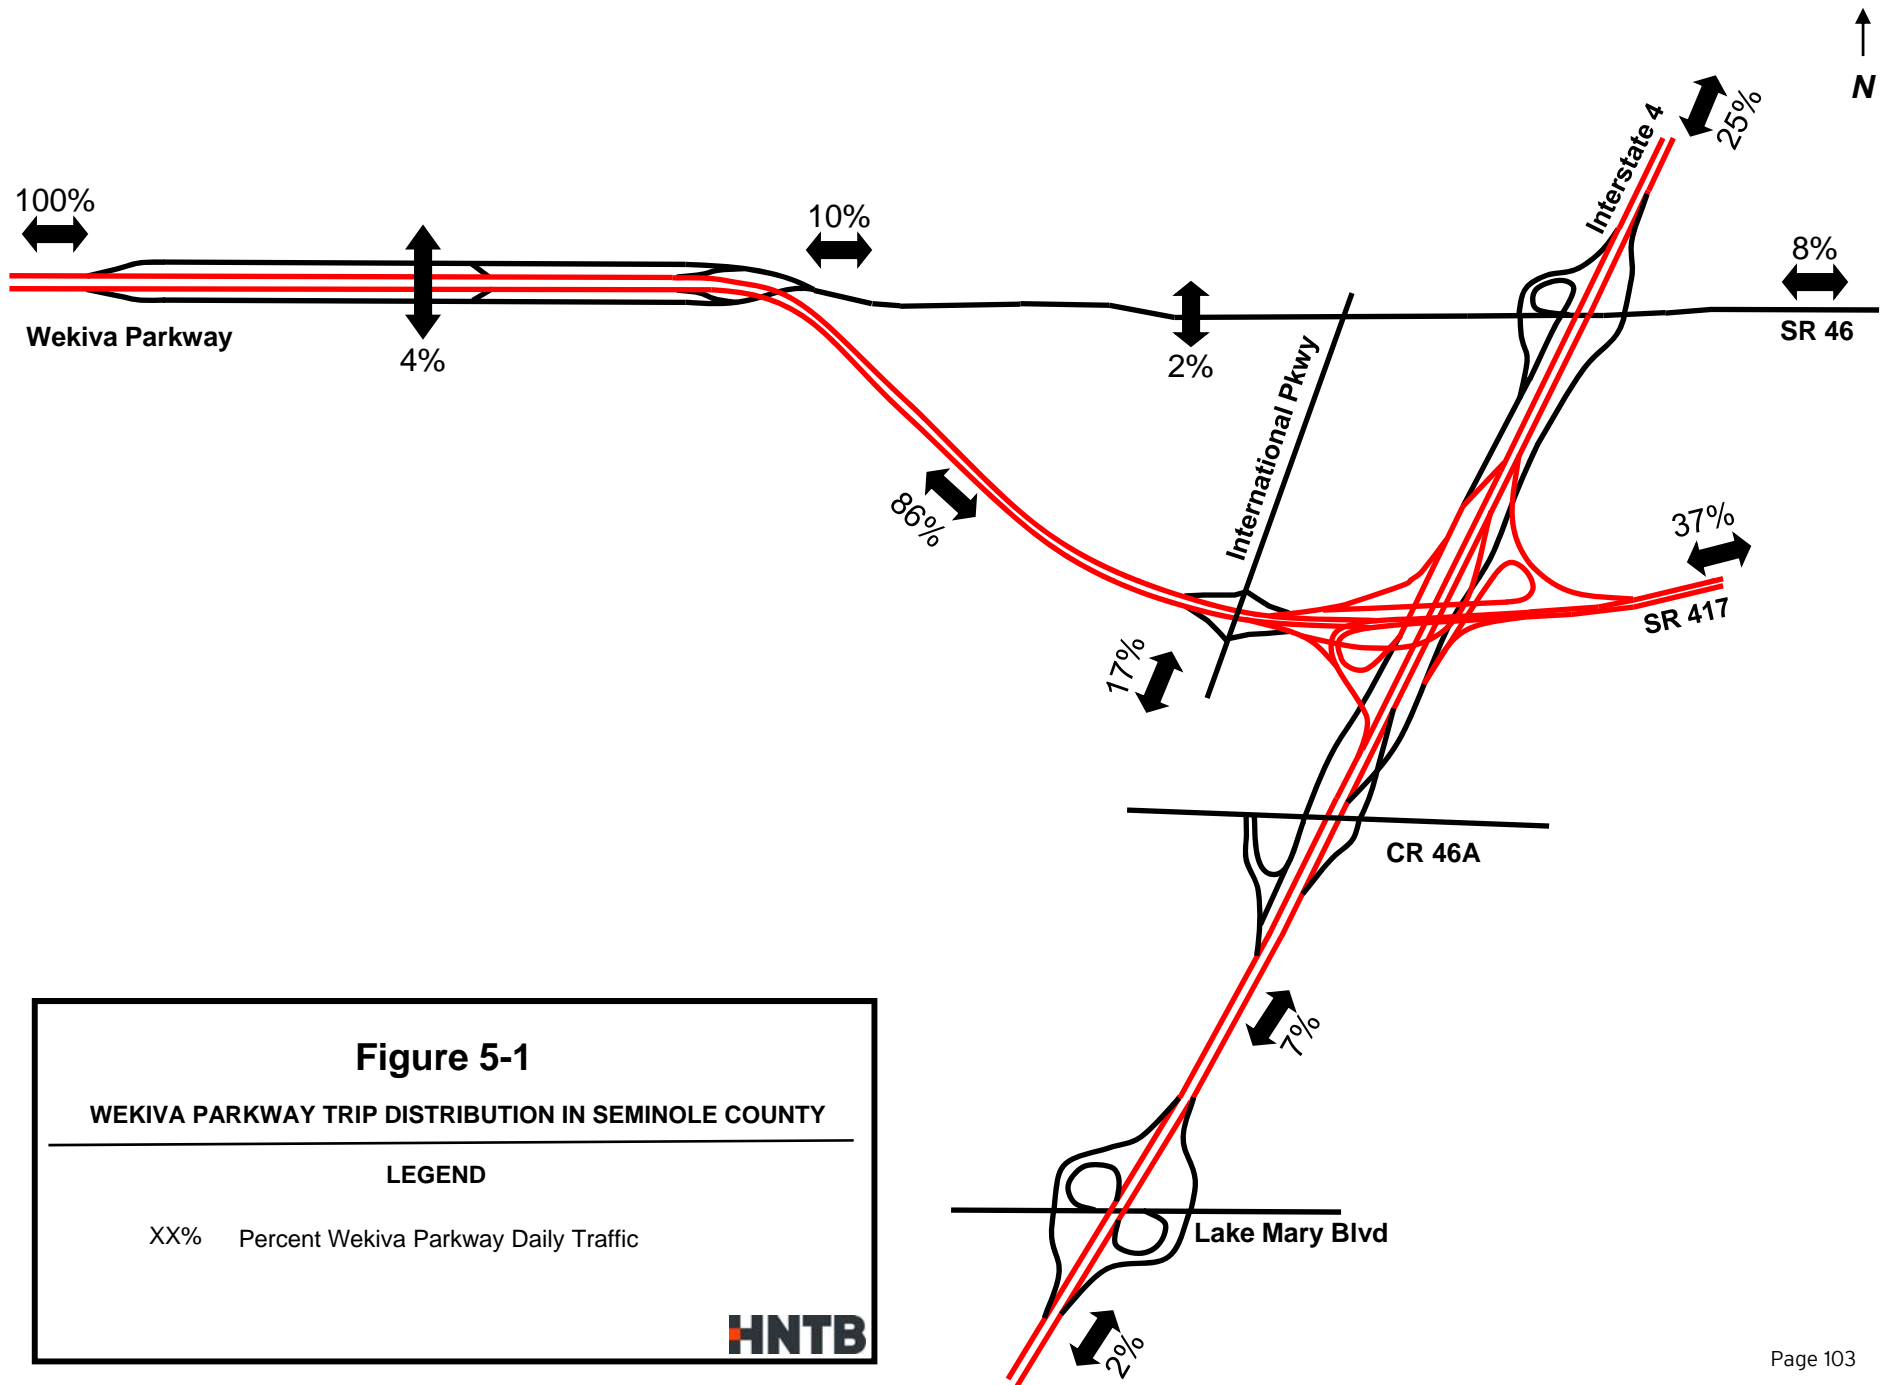 N
25%
Interstate 4
100%
10%
8%
Wekiva Parkway
4%
2%
SR 46
International Pkwy
86%
37%
SR 417
17%
CR 46A
7%
Lake Mary Blvd
2%
Figure 5-1
WEKIVA PARKWAY TRIP DISTRIBUTION IN SEMINOLE COUNTY
LEGEND
XX% Percent Wekiva Parkway Daily Traffic
HNTB
Page 103